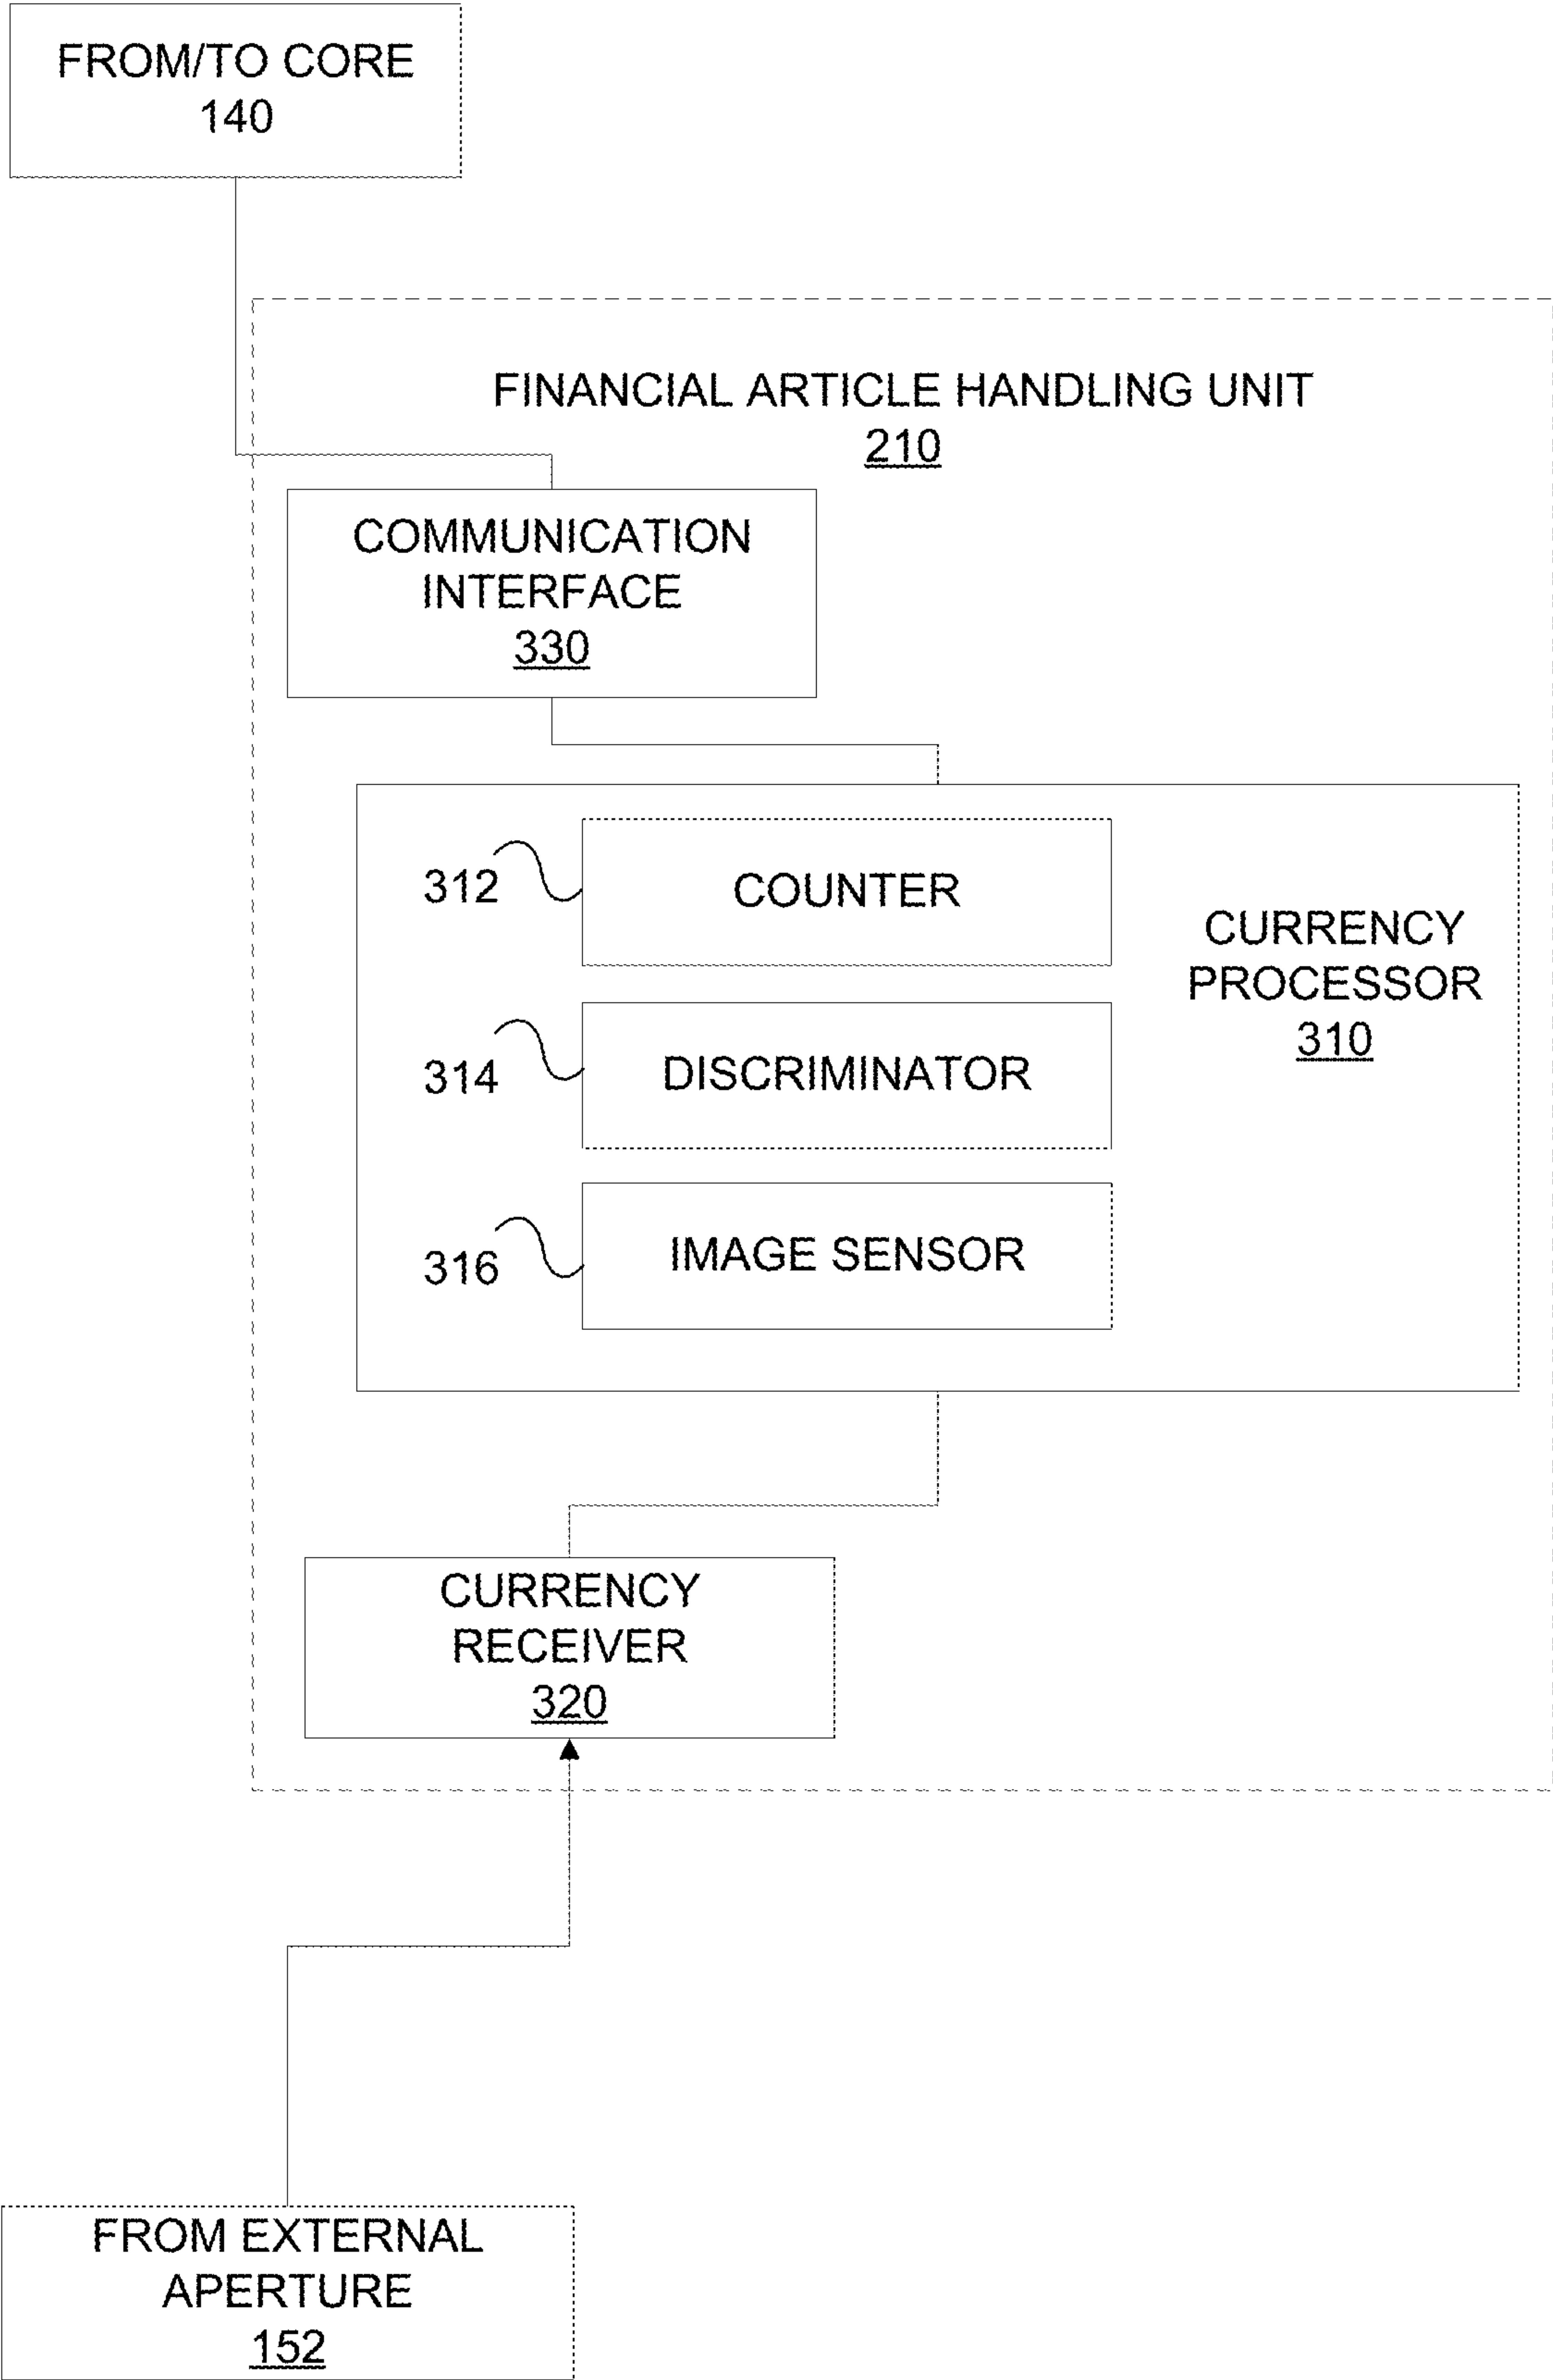 FROM/TO CORE
140
FINANCIAL ARTICLE HANDLING UNIT
210
COMMUNICATION
INTERFACE
330
312
COUNTER
CURRENCY
PROCESSOR
310
314
DISCRIMINATOR
316
IMAGE SENSOR
CURRENCY
RECEIVER
320
FROM EXTERNAL
APERTURE
152